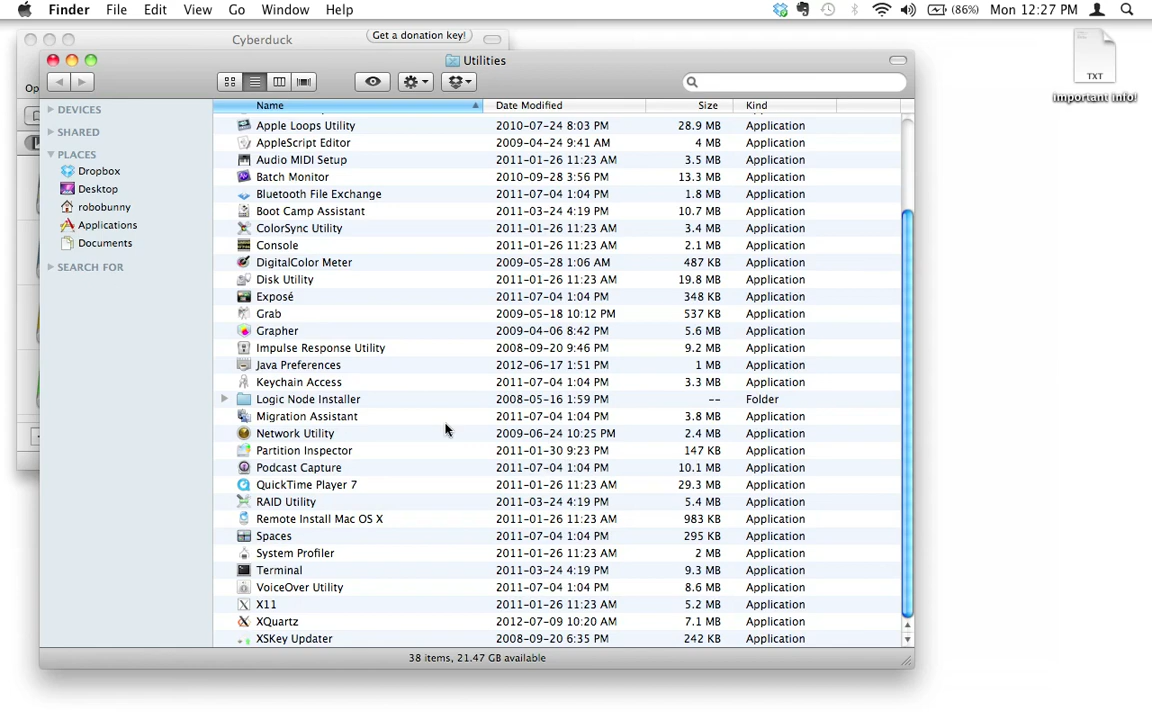 Finder File Edit View Go Window Help (86%) Mon 12:27 PM
Cyberduck Get a donation key!
Utilities
Op
TXT
important info!
DEVICES
SHARED
PLACES
Dropbox
Desktop
robobunny
Applications
Documents
SEARCH FOR
Name Date Modified Size Kind
Apple Loops Utility 2010-07-24 8:03 PM 28.9 MB Application
AppleScript Editor 2009-04-24 9:41 AM 4 MB Application
Audio MIDI Setup 2011-01-26 11:23 AM 3.5 MB Application
Batch Monitor 2010-09-28 3:56 PM 13.3 MB Application
Bluetooth File Exchange 2011-07-04 1:04 PM 1.8 MB Application
Boot Camp Assistant 2011-03-24 4:19 PM 10.7 MB Application
ColorSync Utility 2011-01-26 11:23 AM 3.4 MB Application
Console 2011-01-26 11:23 AM 2.1 MB Application
DigitalColor Meter 2009-05-28 1:06 AM 487 KB Application
Disk Utility 2011-01-26 11:23 AM 19.8 MB Application
Exposé 2011-07-04 1:04 PM 348 KB Application
Grab 2009-05-18 10:12 PM 537 KB Application
Grapher 2009-04-06 8:42 PM 5.6 MB Application
Impulse Response Utility 2008-09-20 9:46 PM 9.2 MB Application
Java Preferences 2012-06-17 1:51 PM 1 MB Application
Keychain Access 2011-07-04 1:04 PM 3.3 MB Application
Logic Node Installer 2008-05-16 1:59 PM -- Folder
Migration Assistant 2011-07-04 1:04 PM 3.8 MB Application
Network Utility 2009-06-24 10:25 PM 2.4 MB Application
Partition Inspector 2011-01-30 9:23 PM 147 KB Application
Podcast Capture 2011-07-04 1:04 PM 10.1 MB Application
QuickTime Player 7 2011-01-26 11:23 AM 29.3 MB Application
RAID Utility 2011-03-24 4:19 PM 5.4 MB Application
Remote Install Mac OS X 2011-01-26 11:23 AM 983 KB Application
Spaces 2011-07-04 1:04 PM 295 KB Application
System Profiler 2011-01-26 11:23 AM 2 MB Application
Terminal 2011-03-24 4:19 PM 9.3 MB Application
VoiceOver Utility 2011-07-04 1:04 PM 8.6 MB Application
X11 2011-01-26 11:23 AM 5.2 MB Application
XQuartz 2012-07-09 10:20 AM 7.1 MB Application
XSKey Updater 2008-09-20 6:35 PM 242 KB Application
38 items, 21.47 GB available